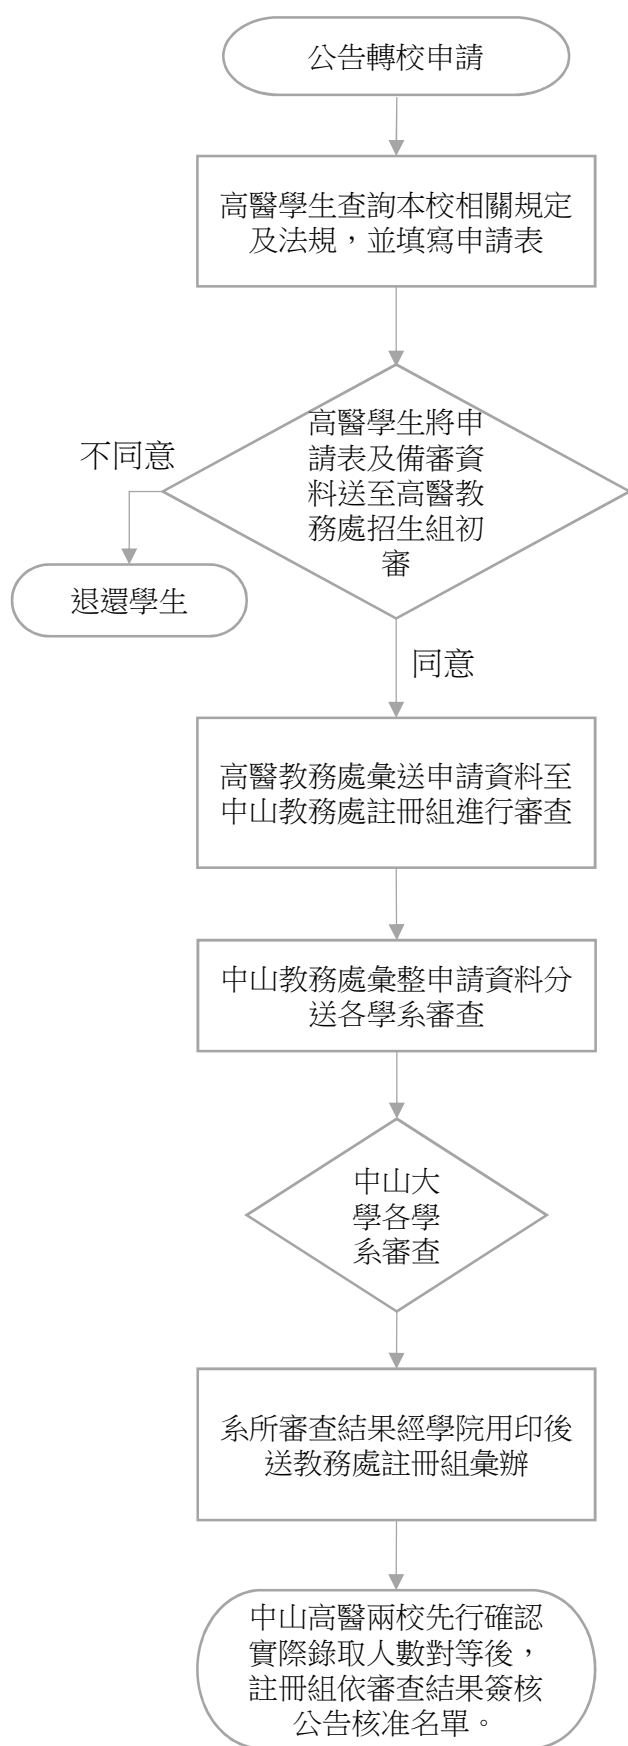 公告轉校申請
高醫學生查詢本校相關規定
及法規，並填寫申請表
高醫學生將申
請表及備審資
料送至高醫教
務處招生組初
審
不同意
退還學生
同意
高醫教務處彙送申請資料至
中山教務處註冊組進行審查
中山教務處彙整申請資料分
送各學系審查
中山大
學各學
系審查
系所審查結果經學院用印後
送教務處註冊組彙辦
中山高醫兩校先行確認
實際錄取人數對等後，
註冊組依審查結果簽核
公告核准名單。